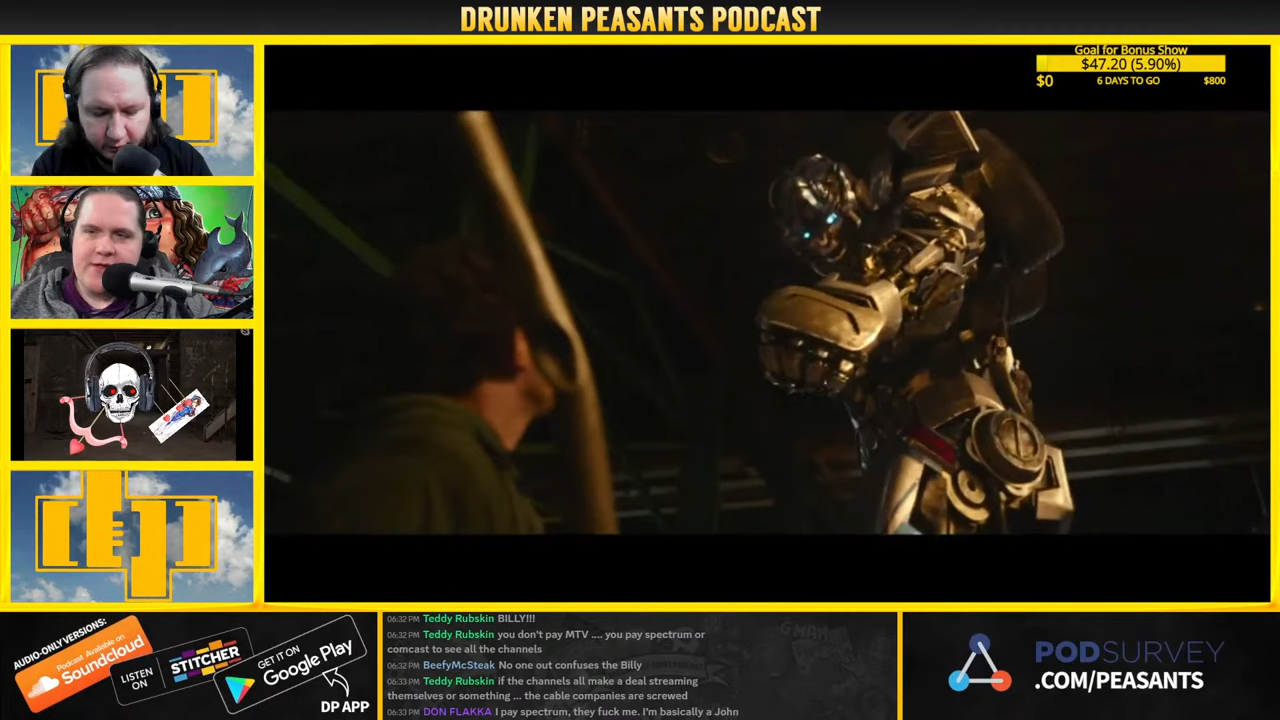 DRUNKEN PEASANTS PODCAST
Goal for Bonus Show
$47.20 (5.90%)
$0
6 DAYS TO GO
$800
AUDIO-ONLY VERSIONS:
Podcast Available on
Soundcloud
LISTEN
ON
STITCHER
GET IT ON
Google Play
DP APP
06:32 PM Teddy Rubskin BILLY!!!
06:32 PM Teddy Rubskin you don't pay MTV .... you pay spectrum or
comcast to see all the channels
06:32 PM BeefyMcSteak No one out confuses the Billy
06:33 PM Teddy Rubskin if the channels all make a deal streaming
themselves or something ... the cable companies are screwed
06:33 PM DON FLAKKA I pay spectrum, they fuck me. I'm basically a John
PODSURVEY
.COM/PEASANTS